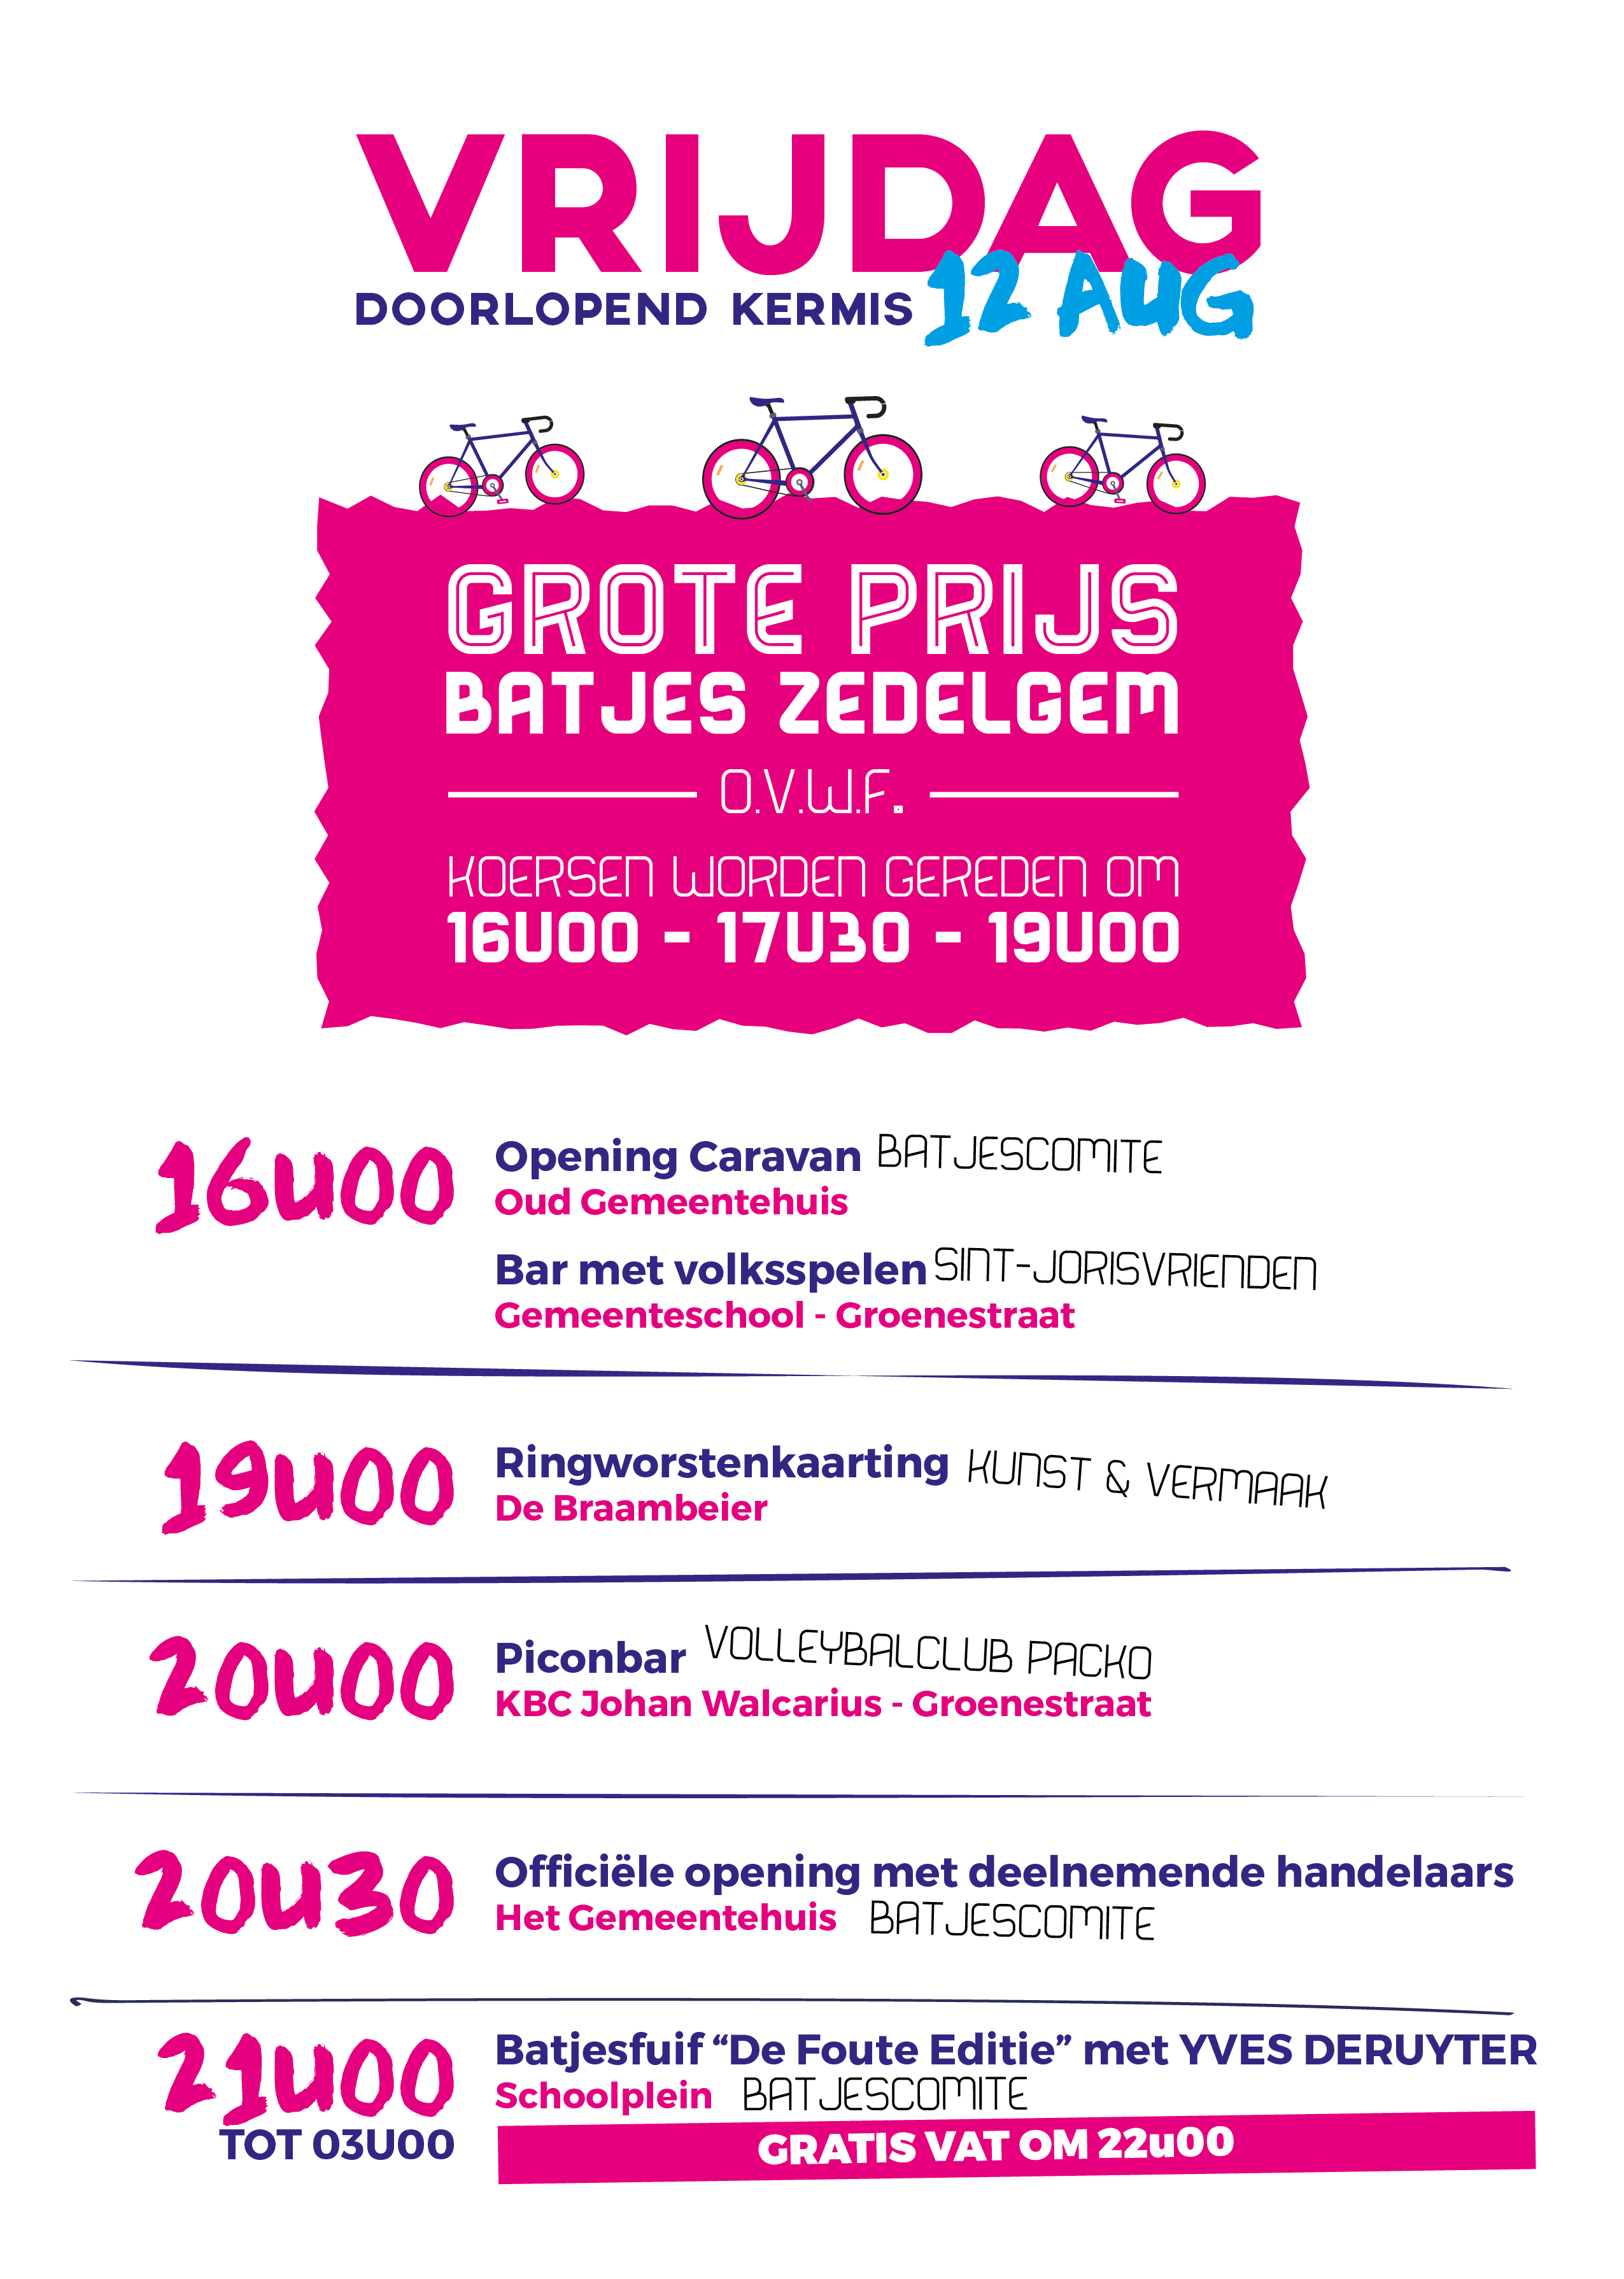 VRIJDAG
DOORLOPEND KERMIS 12 AUG
GROTE PRIJS
BATJES ZEDELGEM
O.V.W.F.
KOERSEN WORDEN GEREDEN OM
16U00 - 17U30 - 19U00
16u00 Opening Caravan BATJESCOMITE
Oud Gemeentehuis
Bar met volksspelen SINT-JORISVRIENDEN
Gemeenteschool - Groenestraat
19u00 Ringworstenkaarting KUNST & VERMAAK
De Braambeier
20u00 Piconbar VOLLEYBALCLUB PACKO
KBC Johan Walcarius - Groenestraat
20u30 Officiële opening met deelnemende handelaars
Het Gemeentehuis BATJESCOMITE
21u00 Batjesfuif “De Foute Editie” met YVES DERUYTER
Schoolplein BATJESCOMITE
TOT 03U00 GRATIS VAT OM 22u00